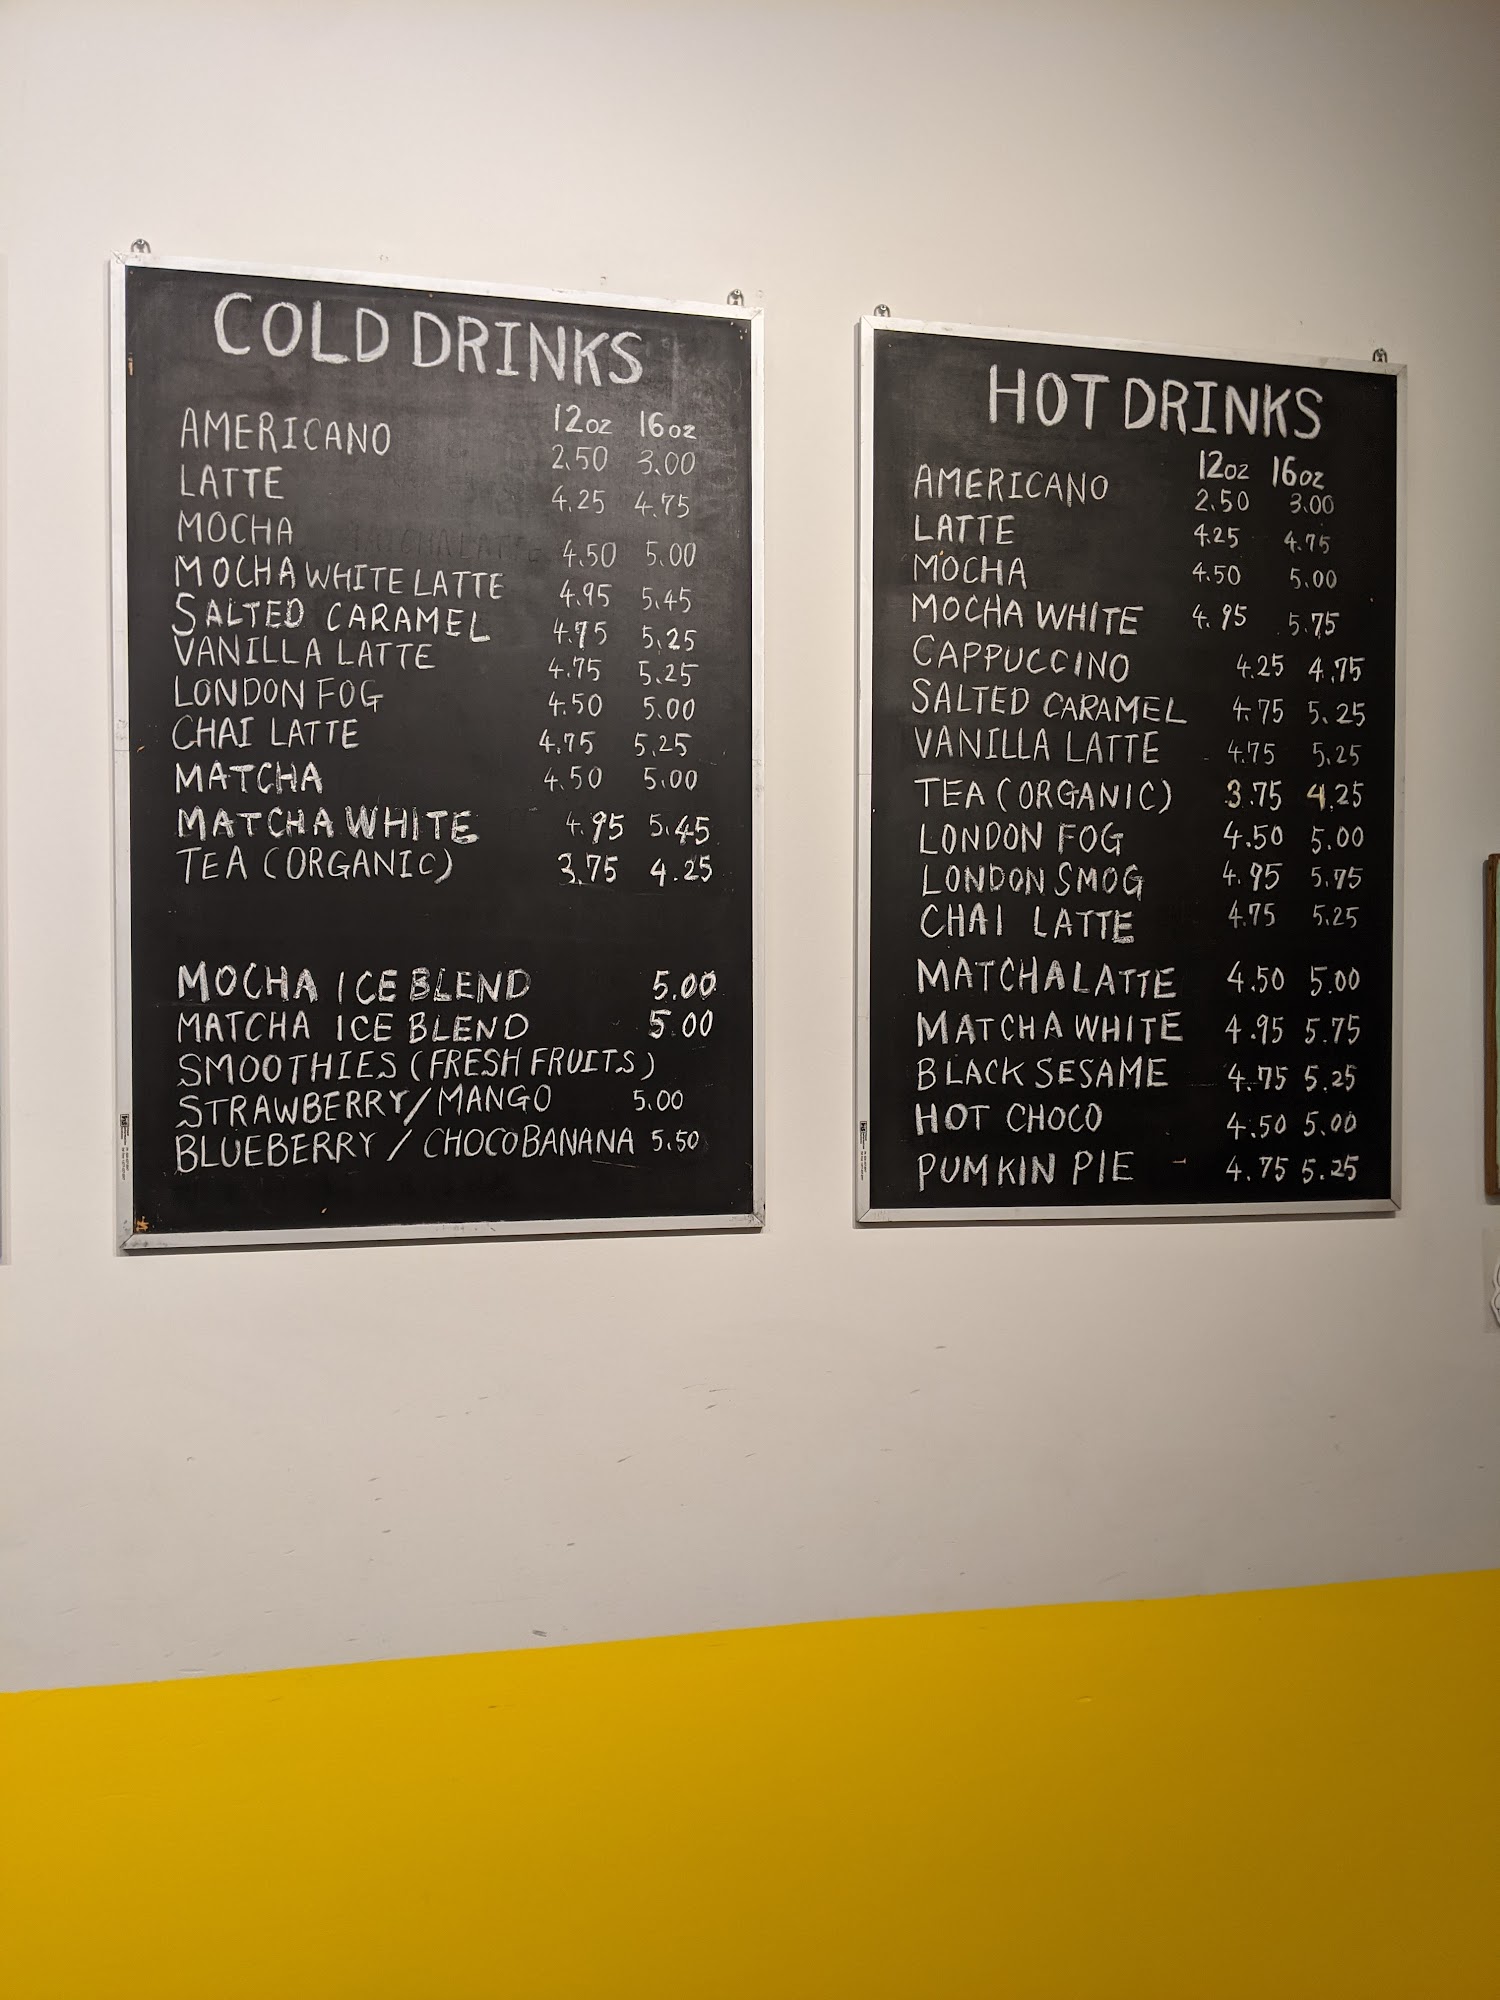 COLD DRINKS
12oz 16oz
AMERICANO 2.50 3.00
LATTE 4.25 4.75
MOCHA 4.50 5.00
MOCHA WHITE LATTE 4.95 5.45
SALTED CARAMEL 4.75 5.25
VANILLA LATTE 4.75 5.25
LONDON FOG 4.50 5.00
CHAI LATTE 4.75 5.25
MATCHA 4.50 5.00
MATCHA WHITE 4.95 5.45
TEA (ORGANIC) 3.75 4.25
MOCHA ICE BLEND 5.00
MATCHA ICE BLEND 5.00
SMOOTHIES (FRESH FRUITS)
STRAWBERRY/MANGO 5.00
BLUEBERRY / CHOCOBANANA 5.50
HOT DRINKS
12oz 16oz
AMERICANO 2.50 3.00
LATTE 4.25 4.75
MOCHA 4.50 5.00
MOCHA WHITE 4.95 5.75
CAPPUCCINO 4.25 4.75
SALTED CARAMEL 4.75 5.25
VANILLA LATTE 4.75 5.25
TEA (ORGANIC) 3.75 4.25
LONDON FOG 4.50 5.00
LONDON SMOG 4.95 5.75
CHAI LATTE 4.75 5.25
MATCHA LATTE 4.50 5.00
MATCHA WHITE 4.95 5.75
BLACK SESAME 4.75 5.25
HOT CHOCO 4.50 5.00
PUMKIN PIE 4.75 5.25